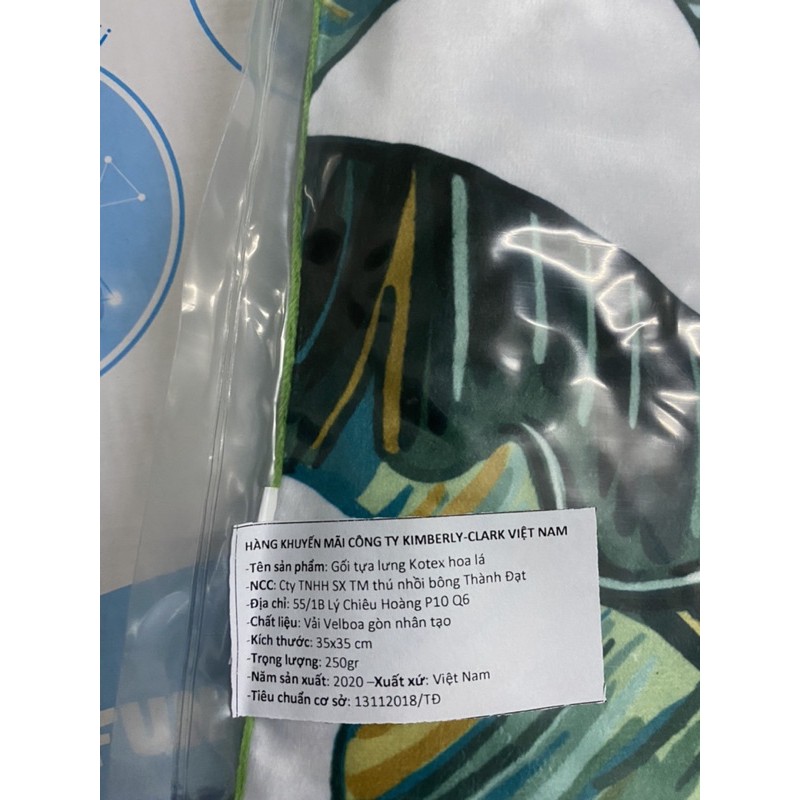 HÀNG KHUYẾN MÃI CÔNG TY KIMBERLY-CLARK VIỆT NAM
-Tên sản phẩm: Gối tựa lưng Kotex hoa lá
-NCC: Cty TNHH SX TM thú nhồi bông Thành Đạt
-Địa chỉ: 55/1B Lý Chiêu Hoàng P10 Q6
-Chất liệu: Vải Velboa gòn nhân tạo
-Kích thước: 35x35 cm
-Trọng lượng: 250gr
-Năm sản xuất: 2020 –Xuất xứ: Việt Nam
-Tiêu chuẩn cơ sở: 13112018/TĐ